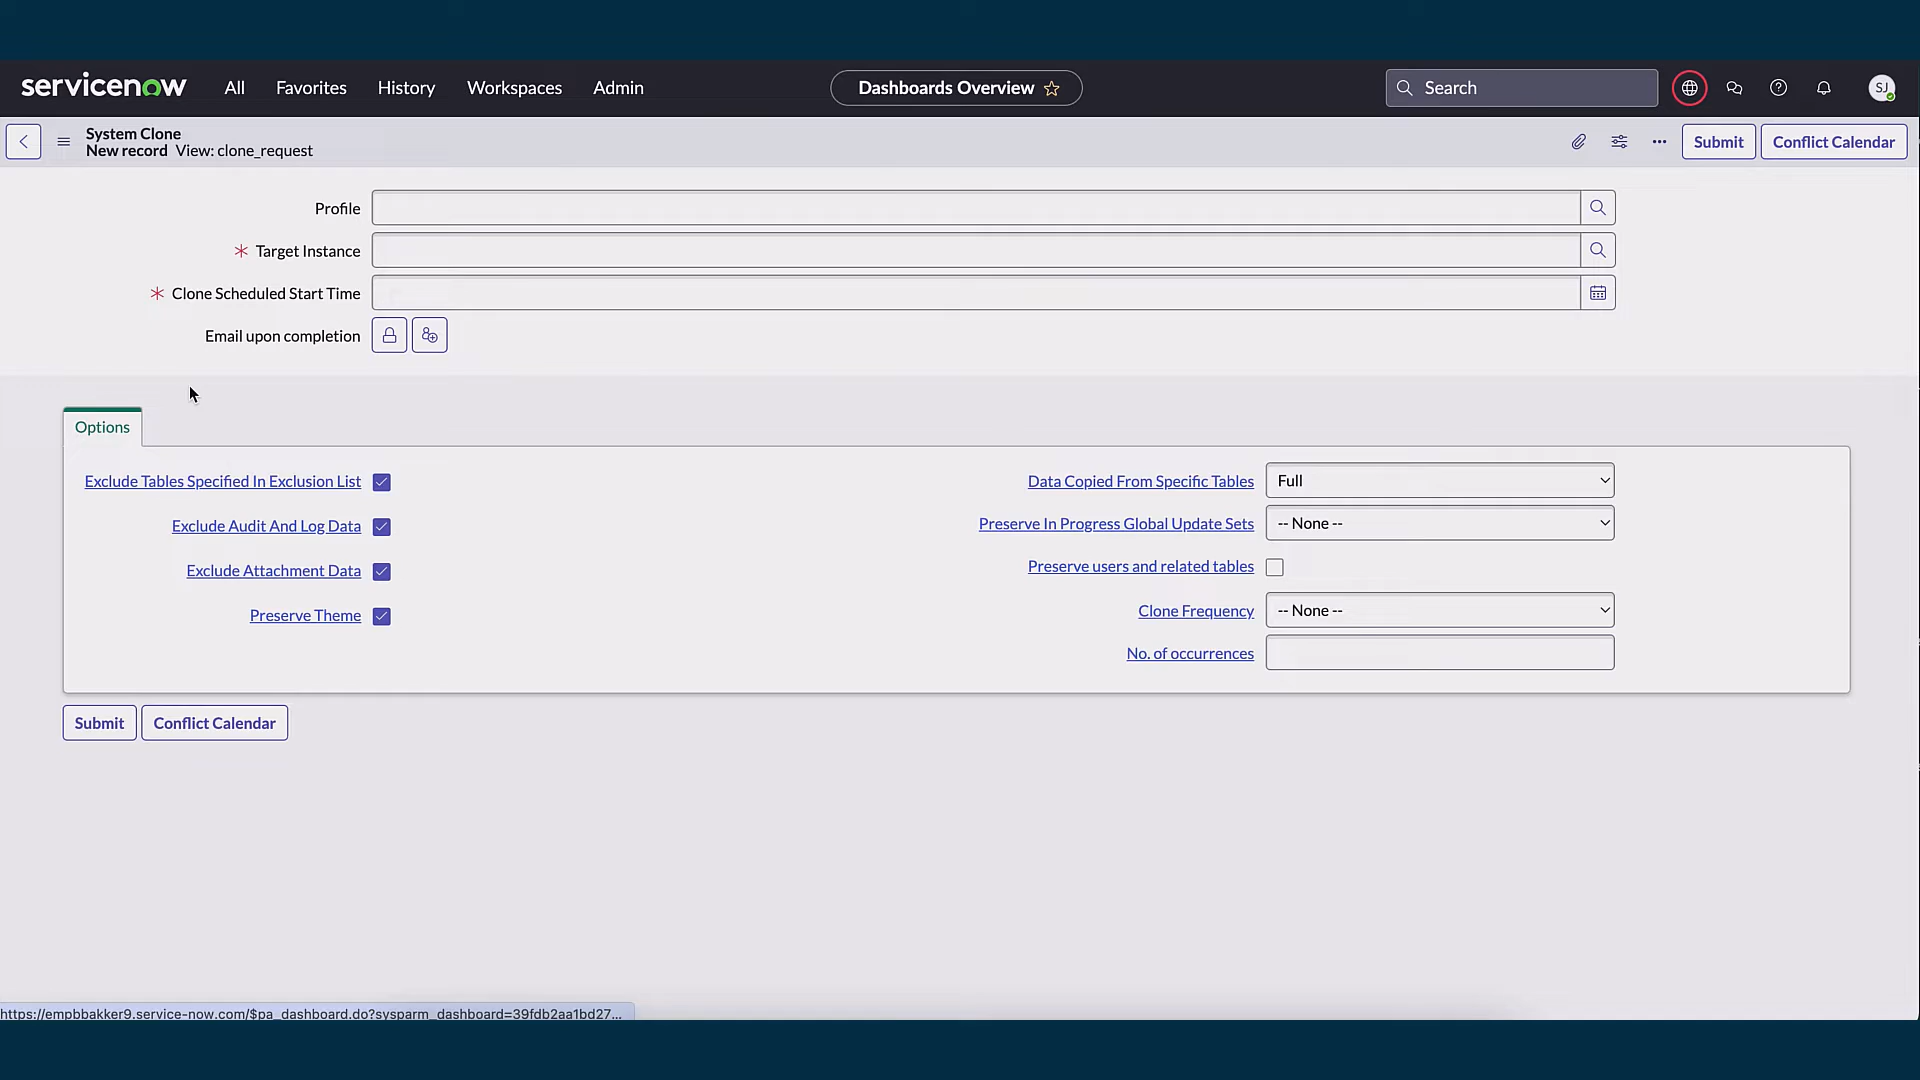 servicenow All Favorites History Workspaces Admin Dashboards Overview Search SJ
System Clone
New record View: clone_request
Submit Conflict Calendar
Profile
* Target Instance
* Clone Scheduled Start Time
Email upon completion
Options
Exclude Tables Specified In Exclusion List
Exclude Audit And Log Data
Exclude Attachment Data
Preserve Theme
Data Copied From Specific Tables Full
Preserve In Progress Global Update Sets -- None --
Preserve users and related tables
Clone Frequency -- None --
No. of occurrences
Submit Conflict Calendar
https://empbbakker9.service-now.com/$pa_dashboard.do?sysparm_dashboard=39fdb2aa1bd27...